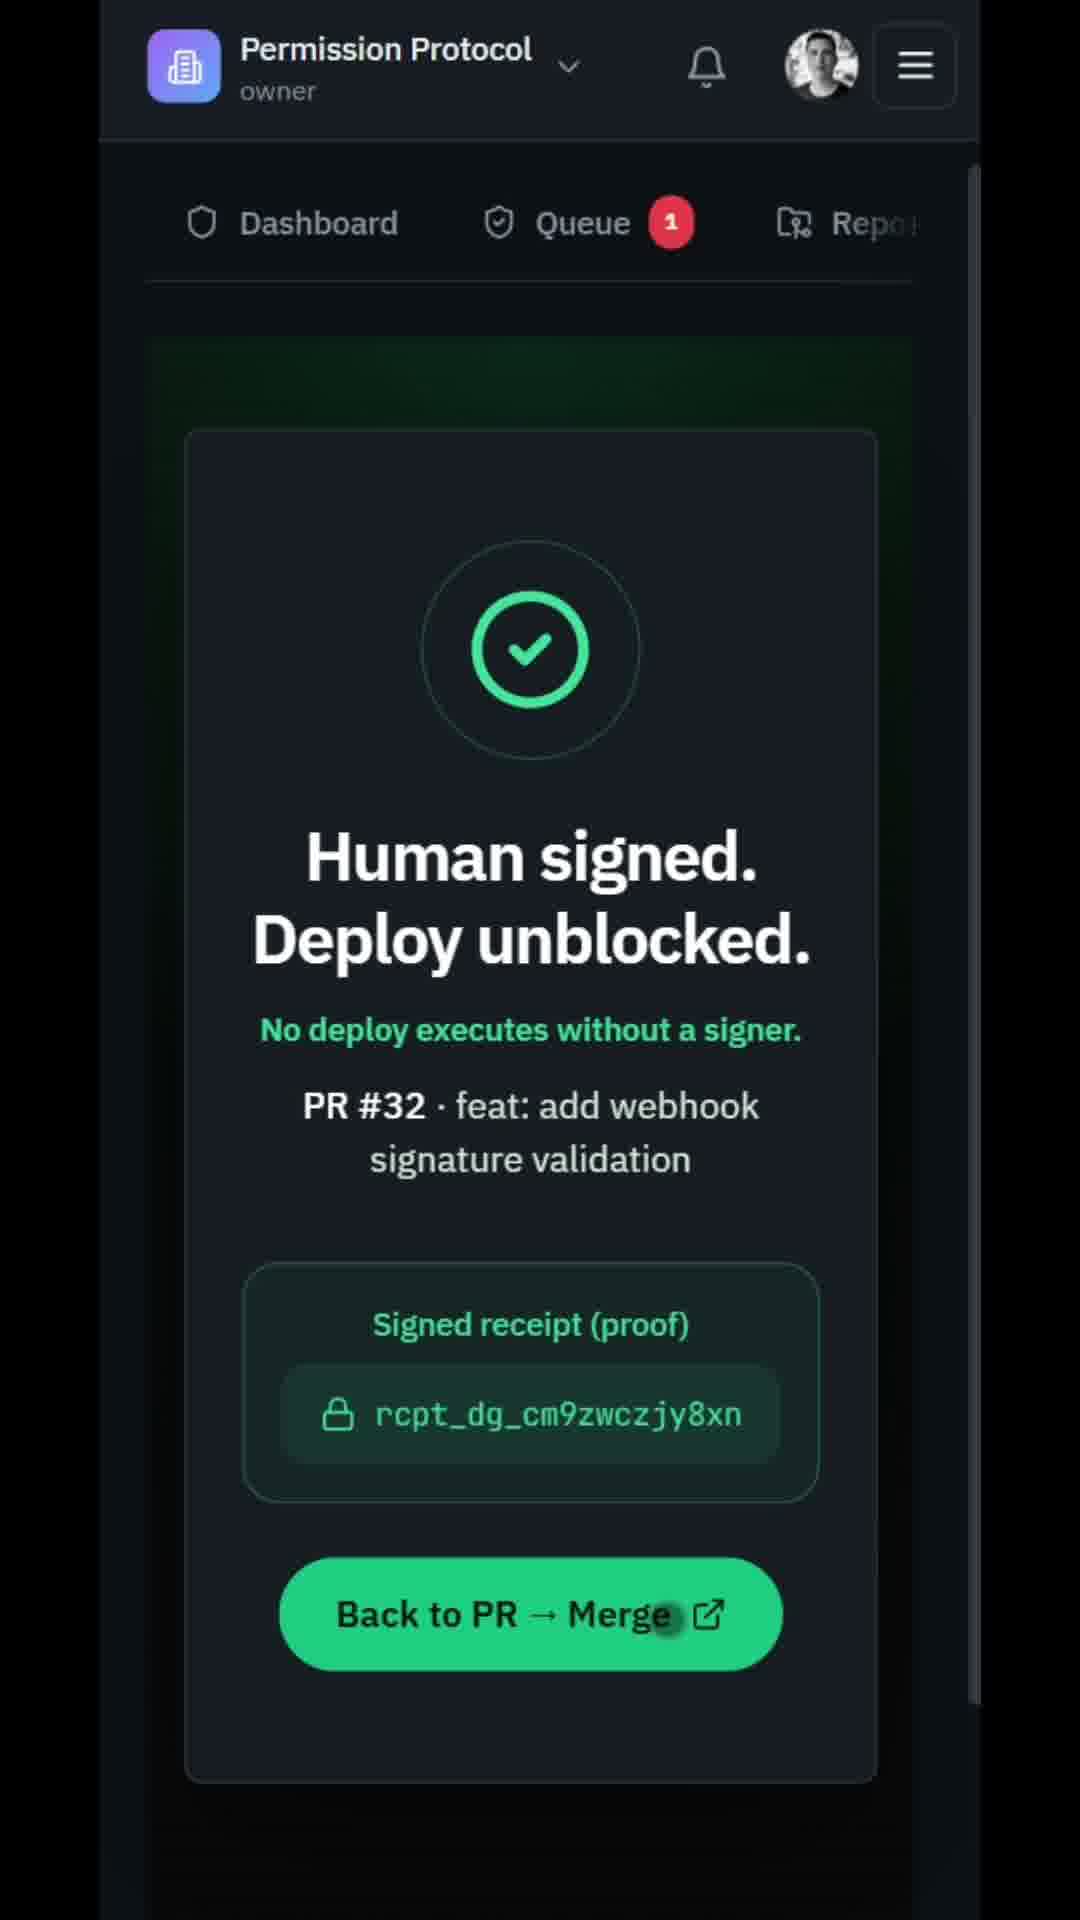 Permission Protocol
owner
Dashboard
Queue
1
Human signed.
Deploy unblocked.
No deploy executes without a signer.
PR #32 · feat: add webhook
signature validation
Signed receipt (proof)
rcpt_dg_cm9zwczjy8xn
Back to PR → Merge